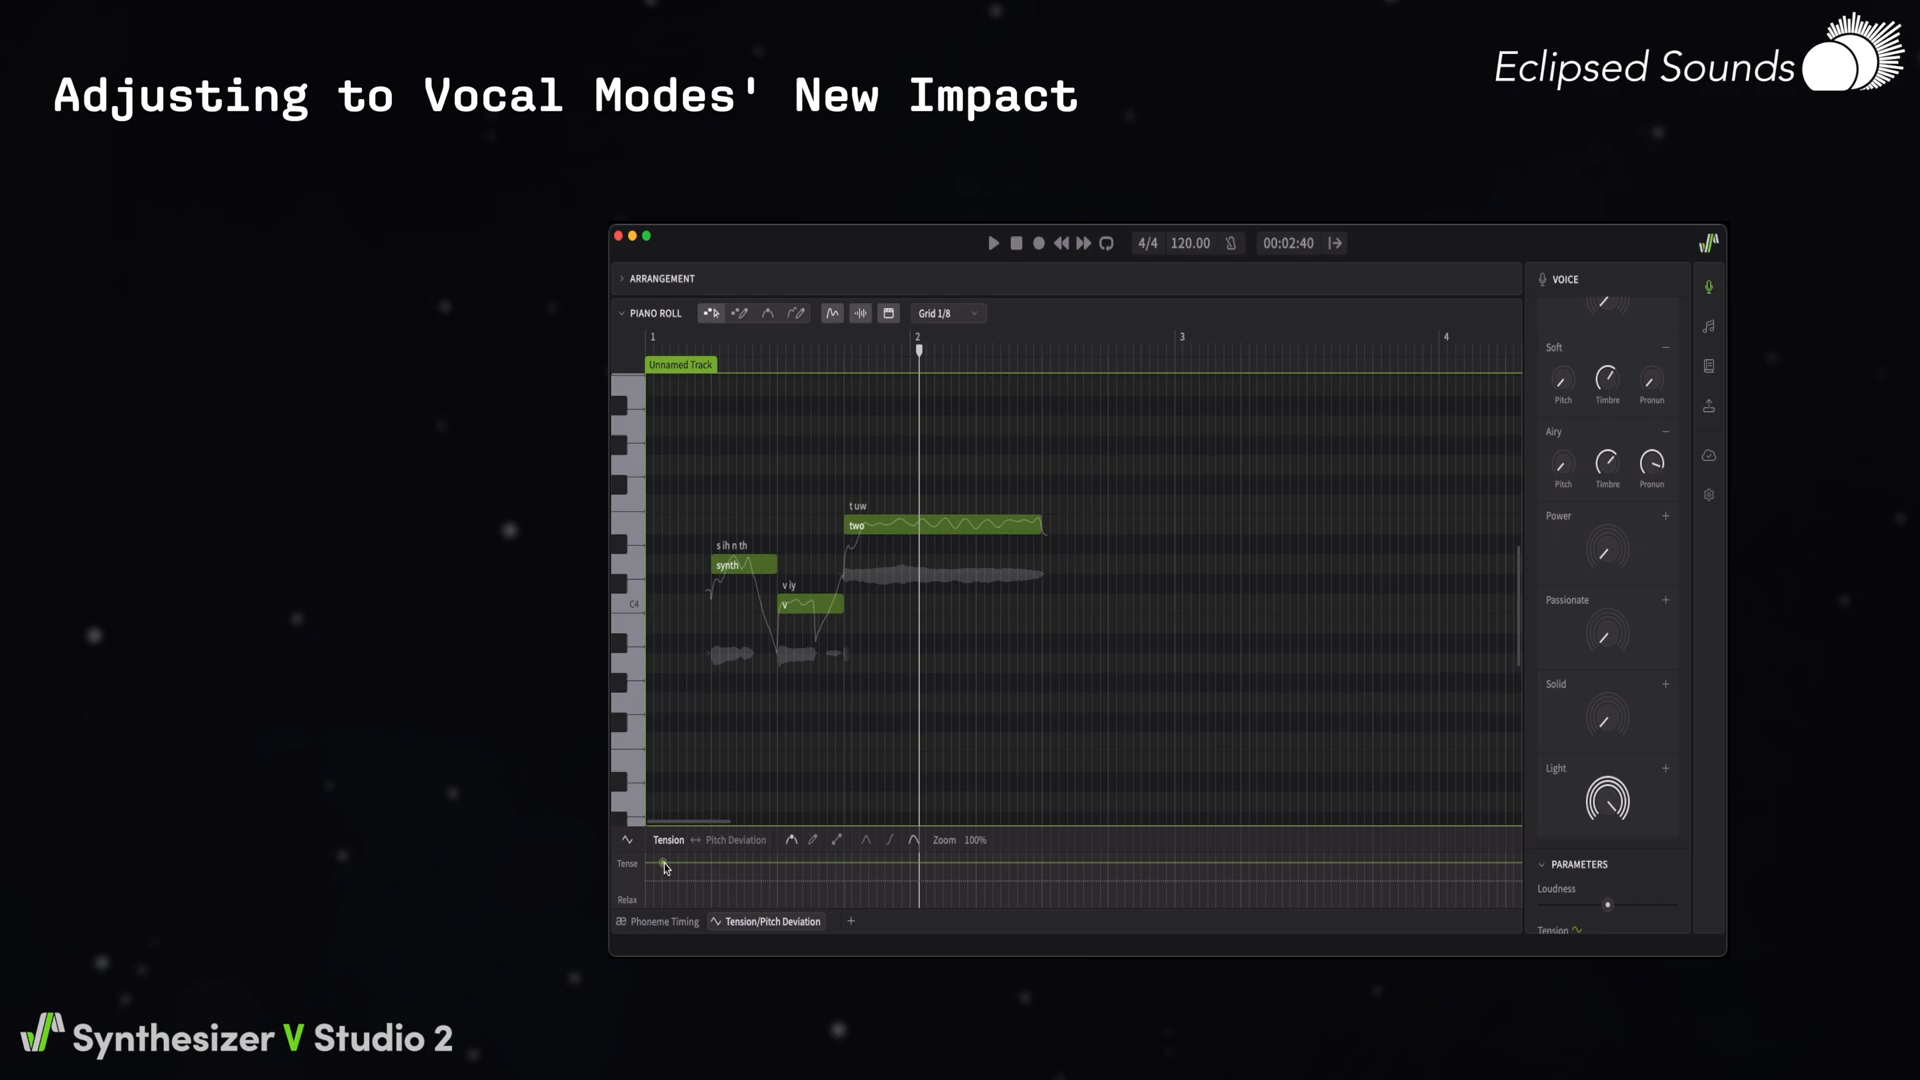 Adjusting to Vocal Modes' New Impact
Eclipsed Sounds
4/4 120.00 00:02:40
ARRANGEMENT
VOICE
PIANO ROLL
Grid 1/8
1 2 3 4
Unnamed Track
Soft
Pitch Timbre Pronun
Airy
Pitch Timbre Pronun
t uw
two
Power
s ih n th
synth
v iy
v
C4
Passionate
Solid
Light
Tension ↔ Pitch Deviation
Zoom 100%
Tense
PARAMETERS
Loudness
Relax
æ Phoneme Timing
Tension/Pitch Deviation
+
Tension
Synthesizer V Studio 2